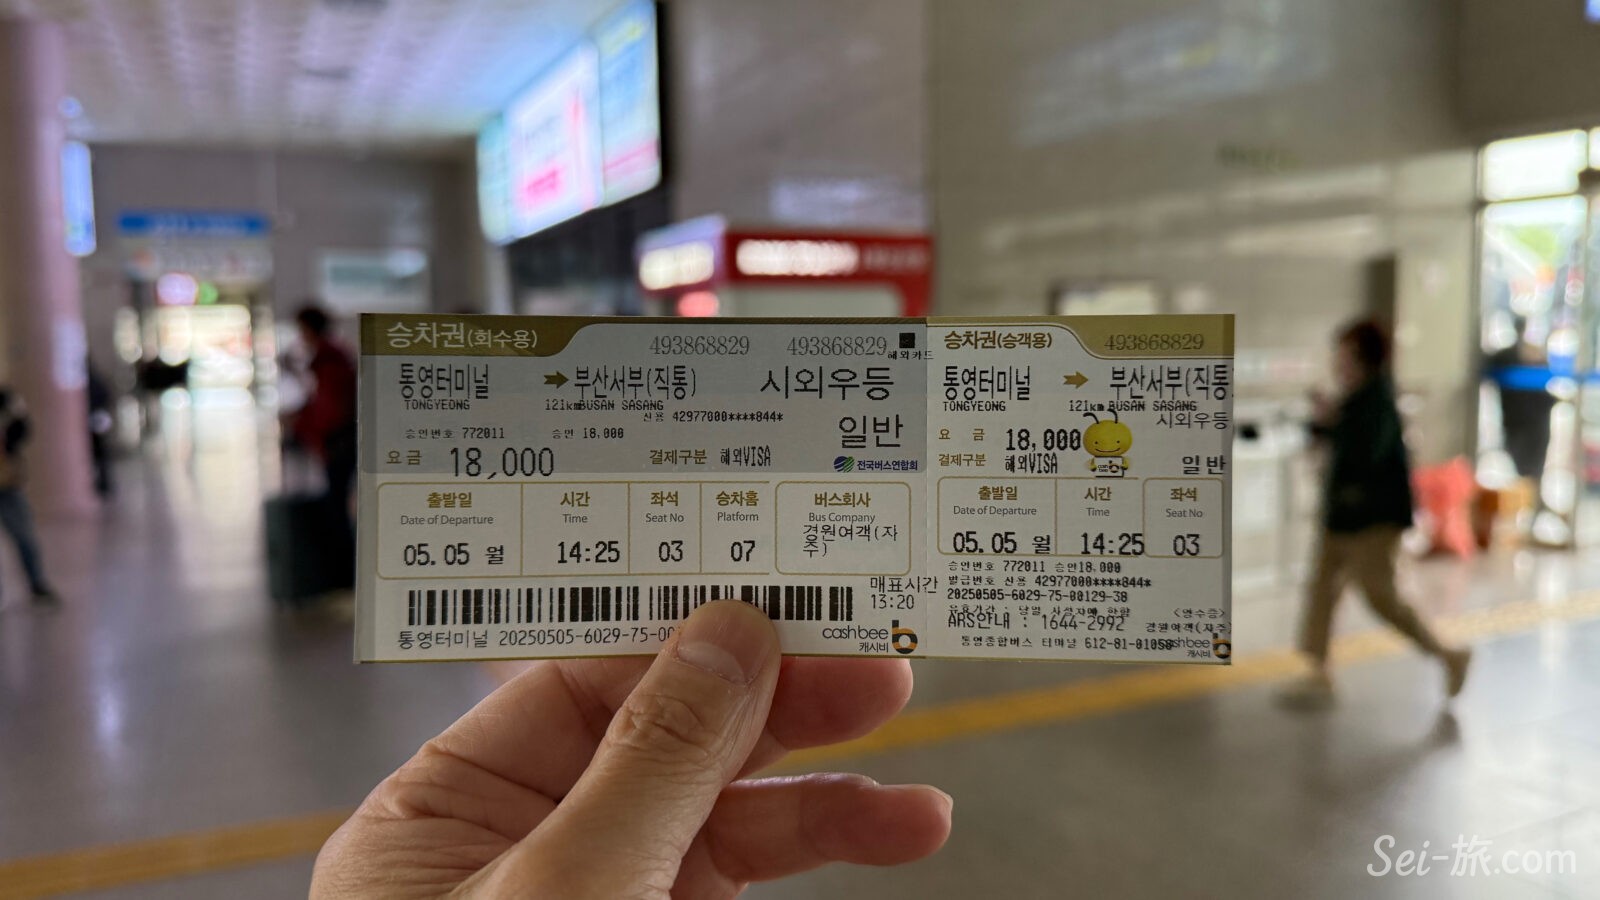 승차권(회수용)
493868829 493868829
해외카드
통영터미널 부산서부(직통) 시외우등
TONGYEONG 121km BUSAN SASANG
신용 42977000****844*
승인번호 772011 승인 18,000
일반
요금 18,000 결제구분 해외VISA
전국버스연합회
출발일 시간 좌석 승차홈 버스회사
Date of Departure Time Seat No Platform Bus Company
05.05 월 14:25 03 07 경원여객(자
주)
매표시간
13:20
통영터미널 20250505-6029-75-00
cashbee
캐시비
승차권(승객용)
493868829
통영터미널 부산서부(직통
TONGYEONG 121km BUSAN SASANG
시외우등
요 금 18,000
결제구분 해외VISA 일반
출발일 시간 좌석
Date of Departure Time Seat No
05.05 월 14:25 03
승인번호 772011 승인18,000
발급번호 신용 42977000****844*
20250505-6029-75-00129-38
<영수증>
ARS안내 : 1644-2992 경원여객(자주)
통영종합버스 터미널 612-81-01058
cashbee
캐시비
Sei-旅.com